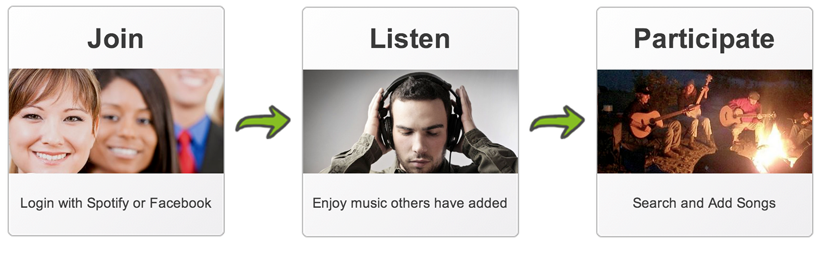 Join
Login with Spotify or Facebook
Listen
Enjoy music others have added
Participate
Search and Add Songs